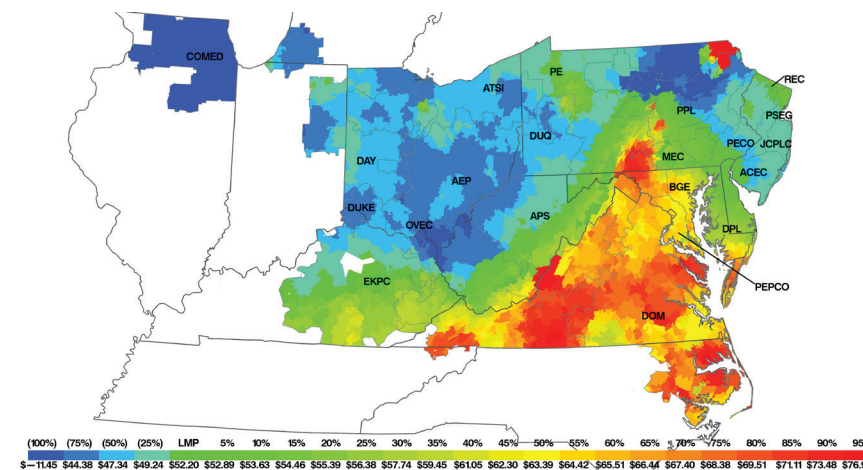 COMED
PE
REC
ATSI
PPL
PSEG
DUQ
PECO
JCPLC
MEC
DAY
ACEC
AEP
BGE
DUKE
APS
OVEC
DPL
EKPC
PEPCO
DOM
(100%) (75%) (50%) (25%) LMP 5% 10% 15% 20% 25% 30% 35% 40% 45% 50% 55% 60% 65% 70% 75% 80% 85% 90%
$−11.45 $44.38 $47.34 $49.24 $52.20 $52.89 $53.63 $54.46 $55.39 $56.38 $57.74 $59.45 $61.05 $62.30 $63.39 $64.42 $65.51 $66.44 $67.40 $68.38 $69.51 $71.11 $73.48